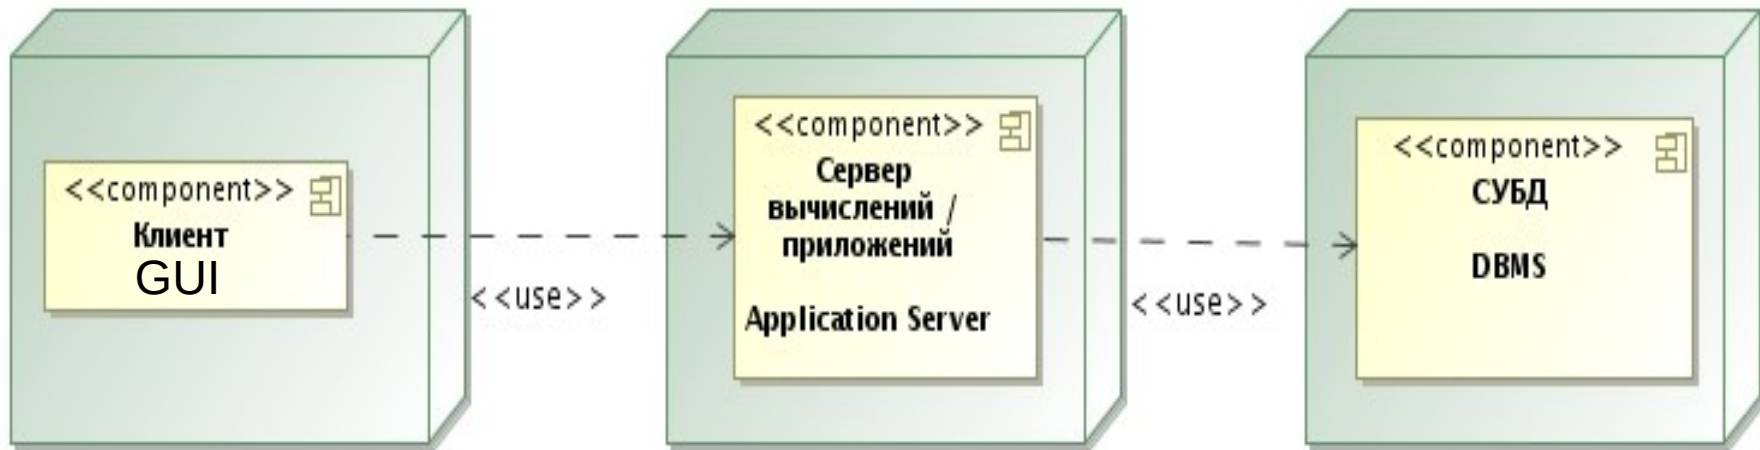 <<component>>
Клиент
GUI
<<use>>
<<component>>
Сервер
вычислений /
приложений
Application Server
<<use>>
<<component>>
СУБД
DBMS